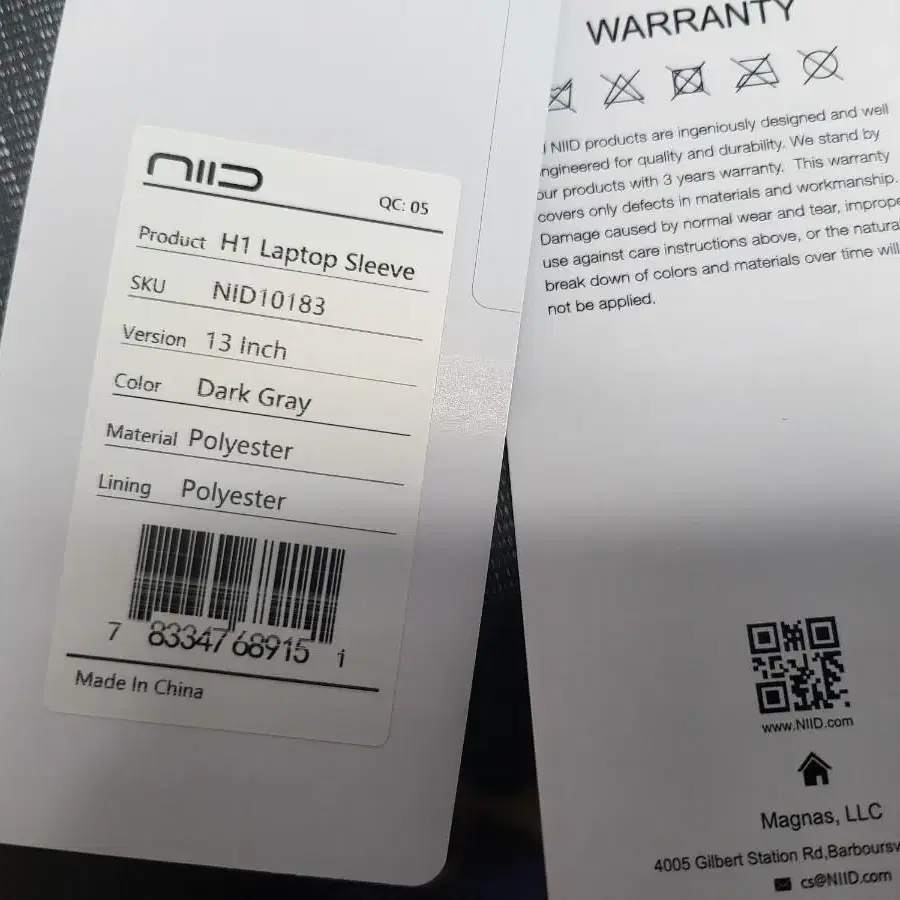 NIID
QC: 05
Product H1 Laptop Sleeve
SKU NID10183
Version 13 Inch
Color Dark Gray
Material Polyester
Lining Polyester
7 83347 68915 1
Made In China
WARRANTY
NIID products are ingeniously designed and well
engineered for quality and durability. We stand by
our products with 3 years warranty. This warranty
covers only defects in materials and workmanship.
Damage caused by normal wear and tear, imprope
use against care instructions above, or the natura
break down of colors and materials over time will
not be applied.
www.NIID.com
Magnas, LLC
4005 Gilbert Station Rd,Barboursv
cs@NIID.com